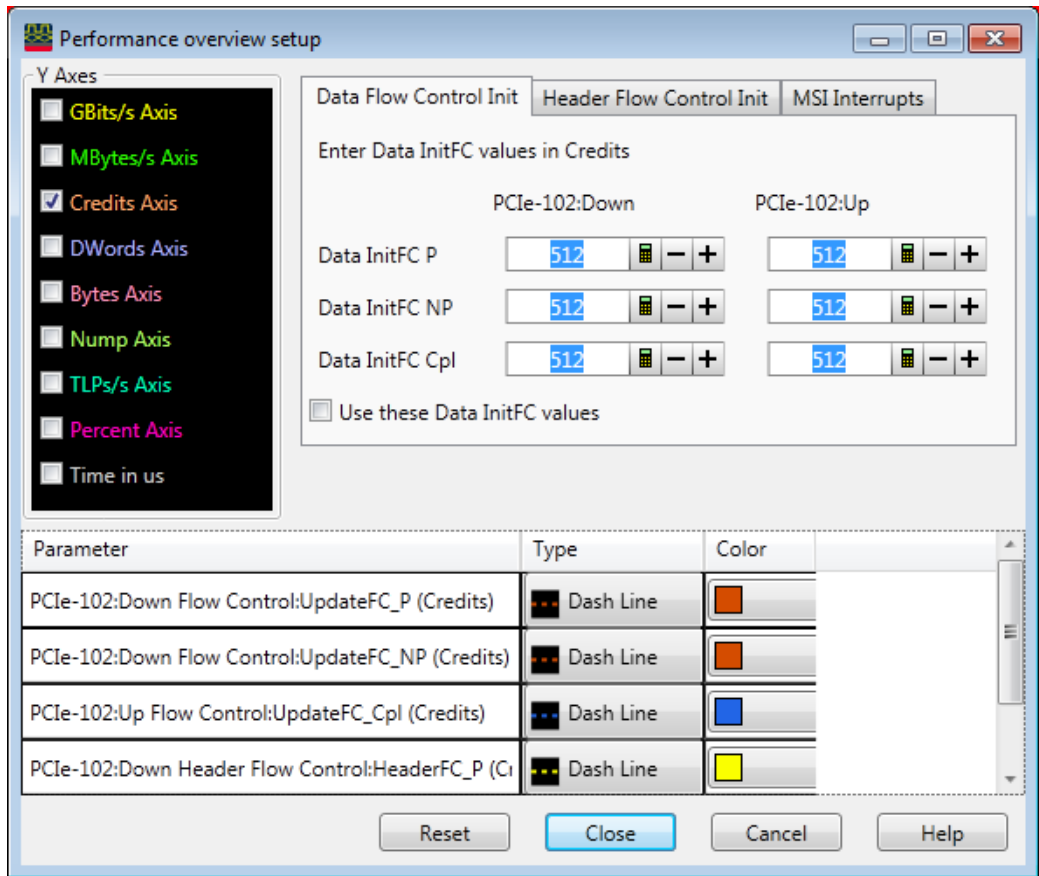 Performance overview setup
Y Axes
GBits/s Axis
MBytes/s Axis
Credits Axis
DWords Axis
Bytes Axis
Nump Axis
TLPs/s Axis
Percent Axis
Time in us
Data Flow Control Init Header Flow Control Init MSI Interrupts
Enter Data InitFC values in Credits
PCIe-102:Down PCIe-102:Up
Data InitFC P 512 512
Data InitFC NP 512 512
Data InitFC Cpl 512 512
Use these Data InitFC values
Parameter Type Color
PCIe-102:Down Flow Control:UpdateFC_P (Credits) Dash Line
PCIe-102:Down Flow Control:UpdateFC_NP (Credits) Dash Line
PCIe-102:Up Flow Control:UpdateFC_Cpl (Credits) Dash Line
PCIe-102:Down Header Flow Control:HeaderFC_P Dash Line
Reset Close Cancel Help